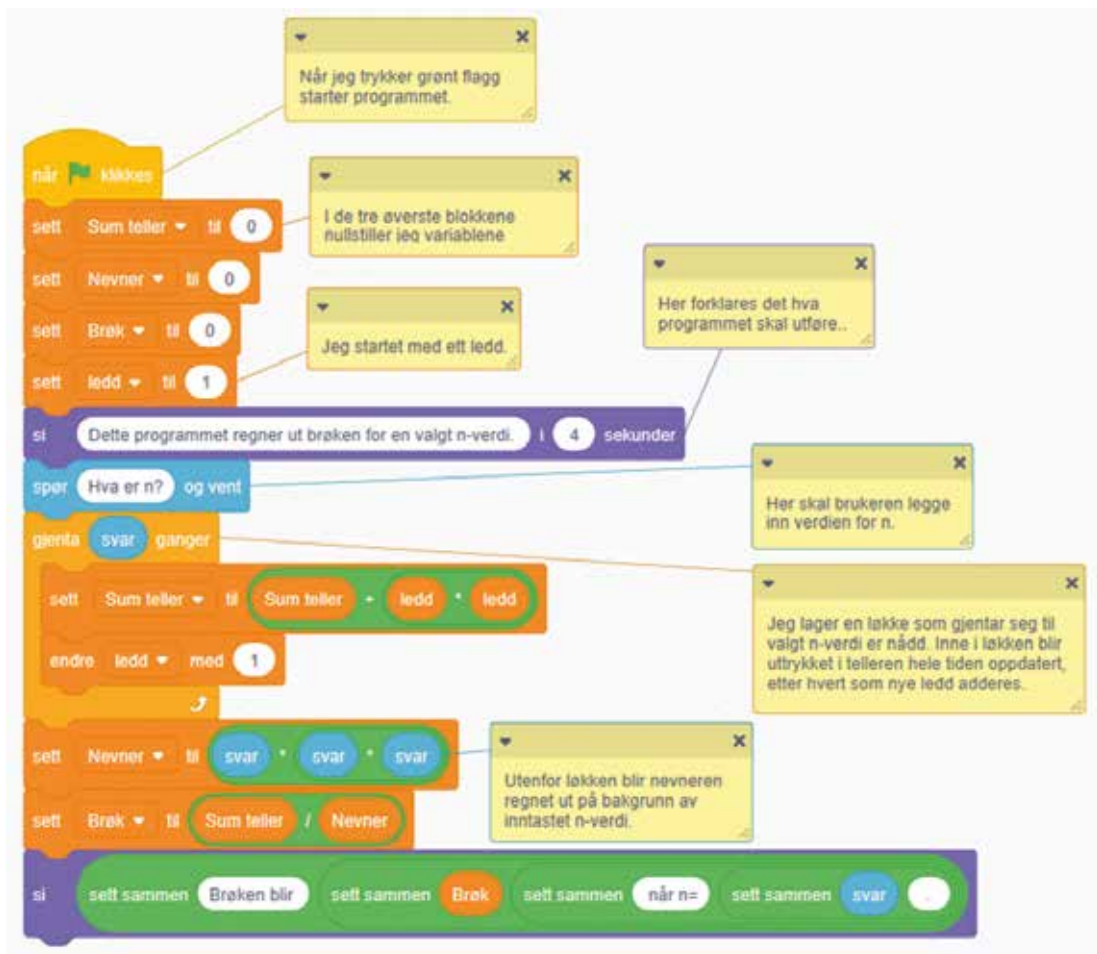 Når jeg trykker grønt flagg
starter programmet.
når klikkes
sett Sum teller til 0
I de tre øverste blokkene
nullstiller jeg variablene
sett Nevner til 0
Her forklares det hva
programmet skal utføre..
sett Brøk til 0
Jeg startet med ett ledd.
sett ledd til 1
si Dette programmet regner ut brøken for en valgt n-verdi. i 4 sekunder
spør Hva er n? og vent
Her skal brukeren legge
inn verdien for n.
gjenta svar ganger
sett Sum teller til Sum teller + ledd * ledd
endre ledd med 1
Jeg lager en løkke som gjentar seg til
valgt n-verdi er nådd. Inne i løkken blir
uttrykket i telleren hele tiden oppdatert,
etter hvert som nye ledd adderes.
sett Nevner til svar * svar * svar
Utenfor løkken blir nevneren
regnet ut på bakgrunn av
inntastet n-verdi.
sett Brøk til Sum teller / Nevner
si sett sammen Brøken blir sett sammen Brøk sett sammen når n= sett sammen svar .